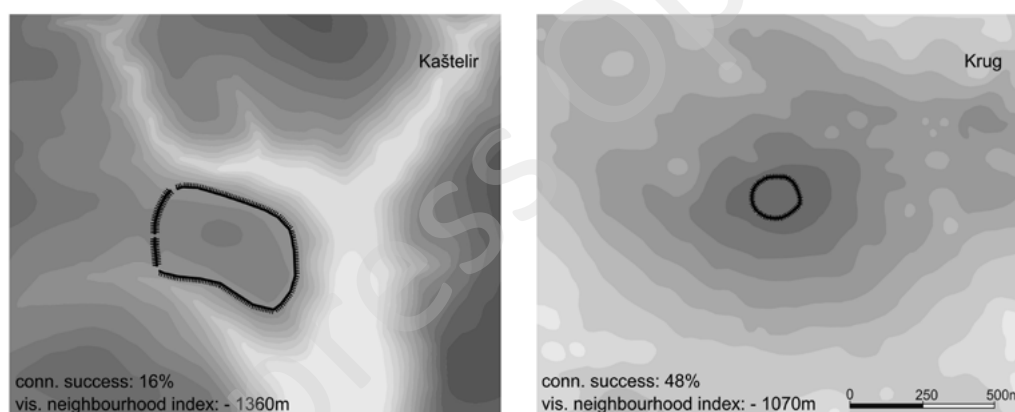 Kaštelir
conn. success: 16%
vis. neighbourhood index: - 1360m
Krug
conn. success: 48%
vis. neighbourhood index: - 1070m
0 250 500m